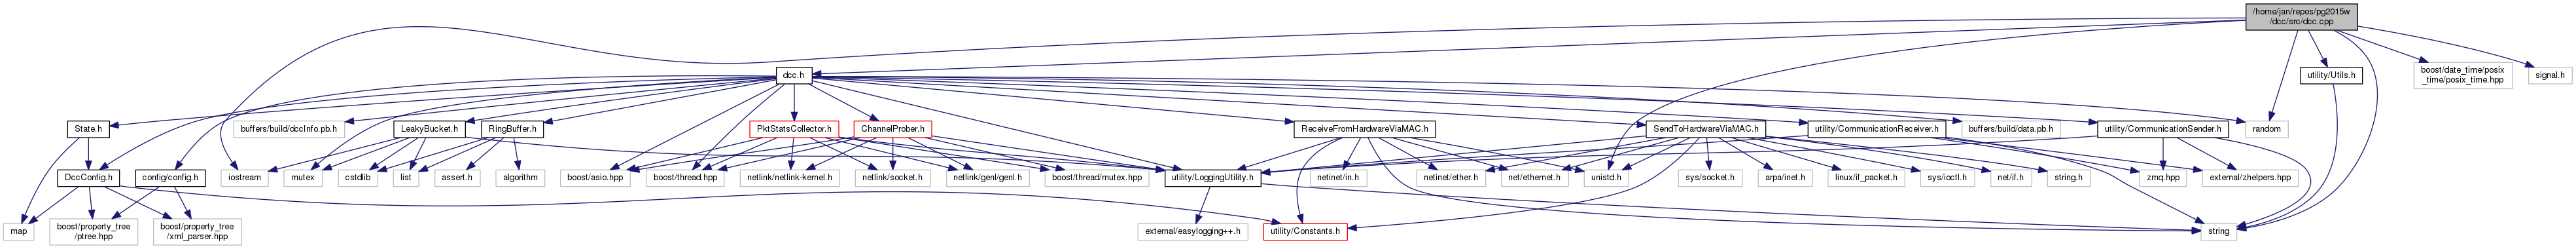 /home/jan/repos/pg2015w
/dcc/src/dcc.cpp
dcc.h
utility/Utils.h
boost/date_time/posix
_time/posix_time.hpp
signal.h
State.h
buffers/build/dccInfo.pb.h
LeakyBucket.h
RingBuffer.h
PktStatsCollector.h
ChannelProber.h
ReceiveFromHardwareViaMAC.h
SendToHardwareViaMAC.h
utility/CommunicationReceiver.h
buffers/build/data.pb.h
utility/CommunicationSender.h
random
DccConfig.h
config/config.h
iostream
mutex
cstdlib
list
assert.h
algorithm
boost/asio.hpp
boost/thread.hpp
netlink/netlink-kernel.h
netlink/socket.h
netlink/genl/genl.h
boost/thread/mutex.hpp
utility/LoggingUtility.h
netinet/in.h
netinet/ether.h
net/ethernet.h
unistd.h
sys/socket.h
arpa/inet.h
linux/if_packet.h
sys/ioctl.h
net/if.h
string.h
zmq.hpp
external/zhelpers.hpp
map
boost/property_tree
/ptree.hpp
boost/property_tree
/xml_parser.hpp
external/easylogging++.h
utility/Constants.h
string